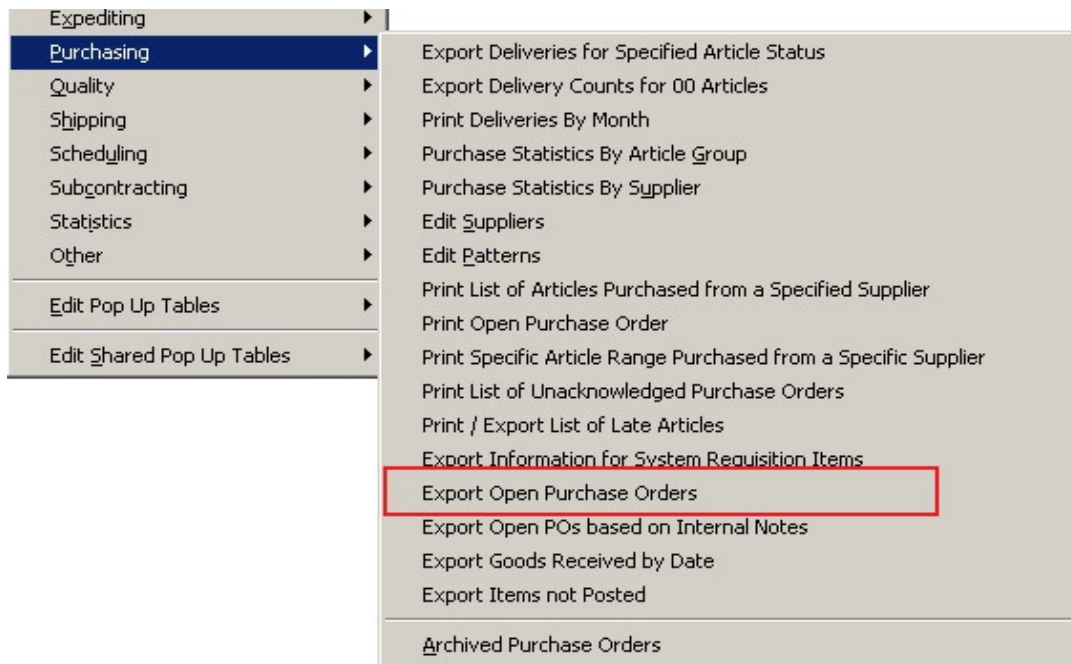 Expediting
Purchasing
Quality
Shipping
Scheduling
Subcontracting
Statistics
Other
Edit Pop Up Tables
Edit Shared Pop Up Tables
Export Deliveries for Specified Article Status
Export Delivery Counts for 00 Articles
Print Deliveries By Month
Purchase Statistics By Article Group
Purchase Statistics By Supplier
Edit Suppliers
Edit Patterns
Print List of Articles Purchased from a Specified Supplier
Print Open Purchase Order
Print Specific Article Range Purchased from a Specific Supplier
Print List of Unacknowledged Purchase Orders
Print / Export List of Late Articles
Export Information for System Requisition Items
Export Open Purchase Orders
Export Open POs based on Internal Notes
Export Goods Received by Date
Export Items not Posted
Archived Purchase Orders